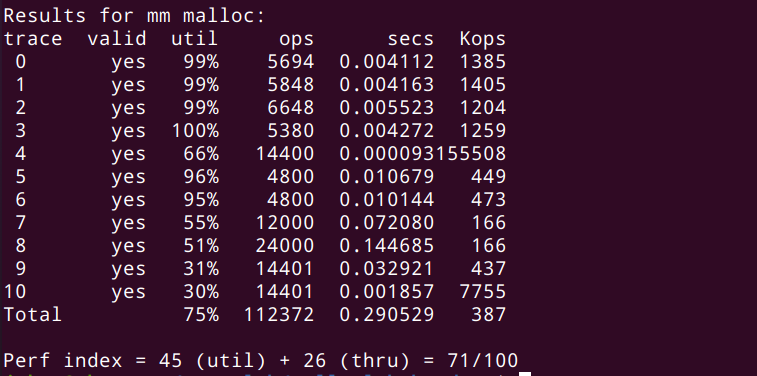 Results for mm malloc:
trace  valid  util     ops      secs  Kops
 0       yes   99%    5694  0.004112  1385
 1       yes   99%    5848  0.004163  1405
 2       yes   99%    6648  0.005523  1204
 3       yes  100%    5380  0.004272  1259
 4       yes   66%   14400  0.000093155508
 5       yes   96%    4800  0.010679   449
 6       yes   95%    4800  0.010144   473
 7       yes   55%   12000  0.072080   166
 8       yes   51%   24000  0.144685   166
 9       yes   31%   14401  0.032921   437
10       yes   30%   14401  0.001857  7755
Total          75%  112372  0.290529   387
Perf index = 45 (util) + 26 (thru) = 71/100